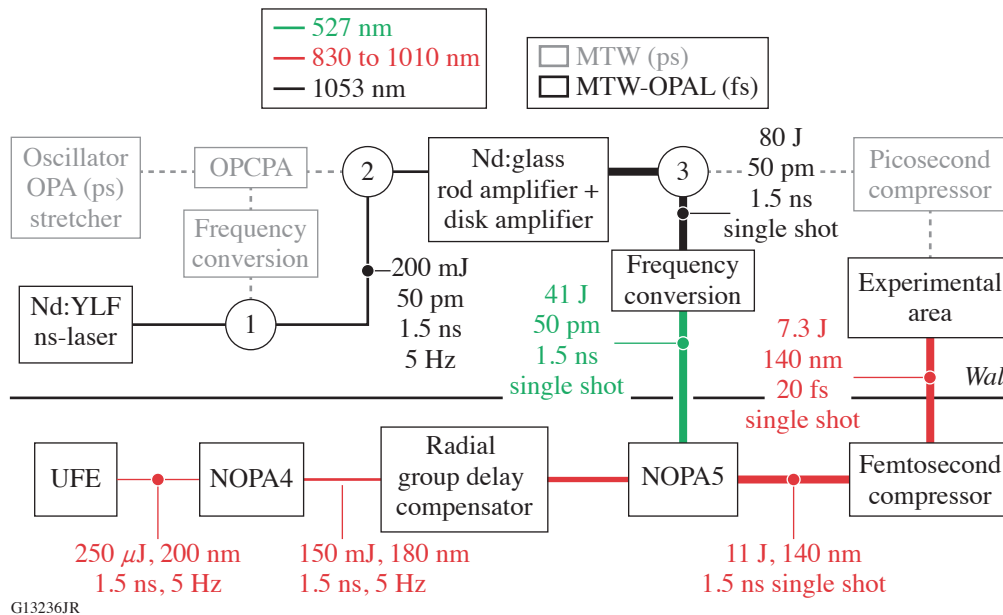 527 nm
830 to 1010 nm
1053 nm
MTW (ps)
MTW-OPAL (fs)
Oscillator
OPA (ps)
stretcher
OPCPA
Frequency
conversion
2
Nd:glass
rod amplifier +
disk amplifier
3
80 J
50 pm
1.5 ns
single shot
Picosecond
compressor
Nd:YLF
ns-laser
1
200 mJ
50 pm
1.5 ns
5 Hz
Frequency
conversion
41 J
50 pm
1.5 ns
single shot
Experimental
area
7.3 J
140 nm
20 fs
single shot
Wal
UFE
NOPA4
Radial
group delay
compensator
NOPA5
Femtosecond
compressor
250 μJ, 200 nm
1.5 ns, 5 Hz
150 mJ, 180 nm
1.5 ns, 5 Hz
11 J, 140 nm
1.5 ns single shot
G13236JR